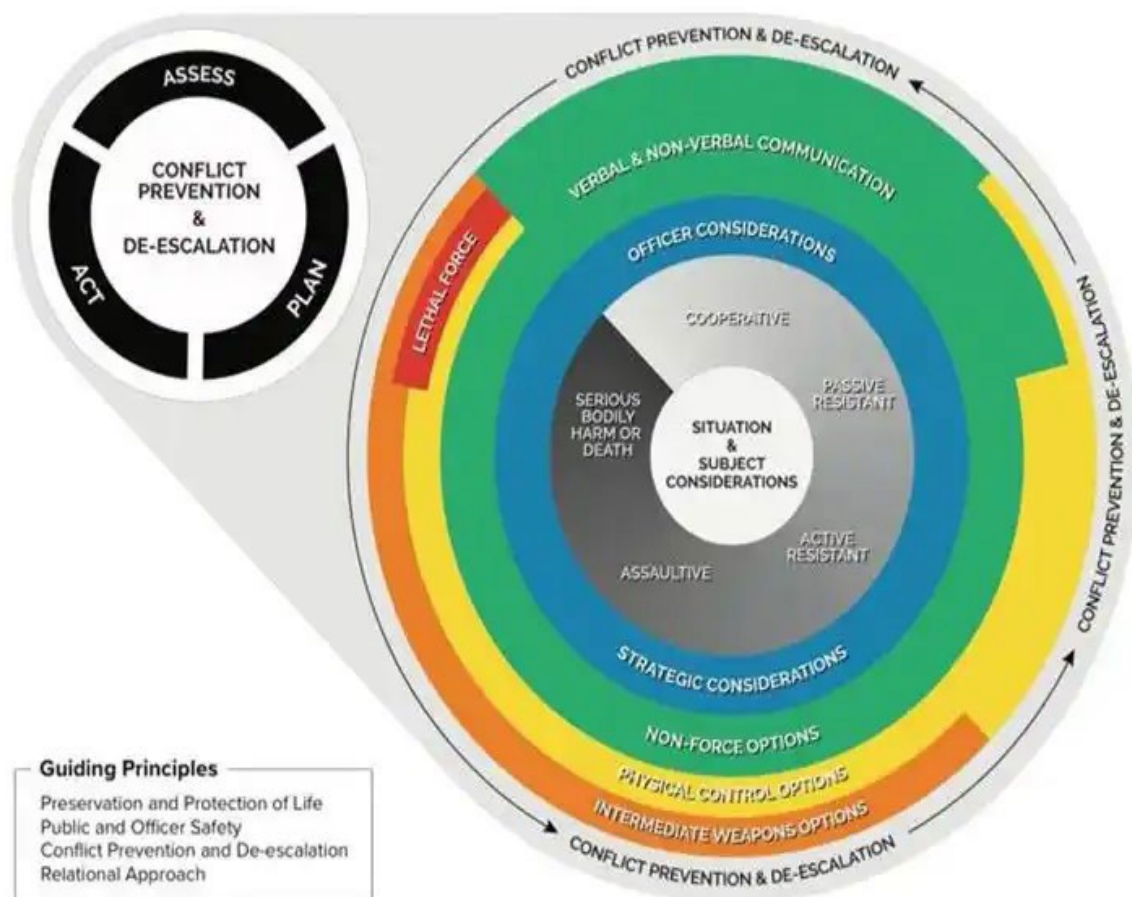 ASSESS
CONFLICT
PREVENTION
&
DE-ESCALATION
ACT
PLAN
CONFLICT PREVENTION & DE-ESCALATION
VERBAL & NON-VERBAL COMMUNICATION
OFFICER CONSIDERATIONS
LETHAL FORCE
COOPERATIVE
PASSIVE
RESISTANT
SERIOUS
BODILY
HARM OR
DEATH
SITUATION
&
SUBJECT
CONSIDERATIONS
ACTIVE
RESISTANT
ASSAULTIVE
CONFLICT PREVENTION & DE-ESCALATION
STRATEGIC CONSIDERATIONS
NON-FORCE OPTIONS
PHYSICAL CONTROL OPTIONS
INTERMEDIATE WEAPONS OPTIONS
CONFLICT PREVENTION & DE-ESCALATION
Guiding Principles
Preservation and Protection of Life
Public and Officer Safety
Conflict Prevention and De-escalation
Relational Approach